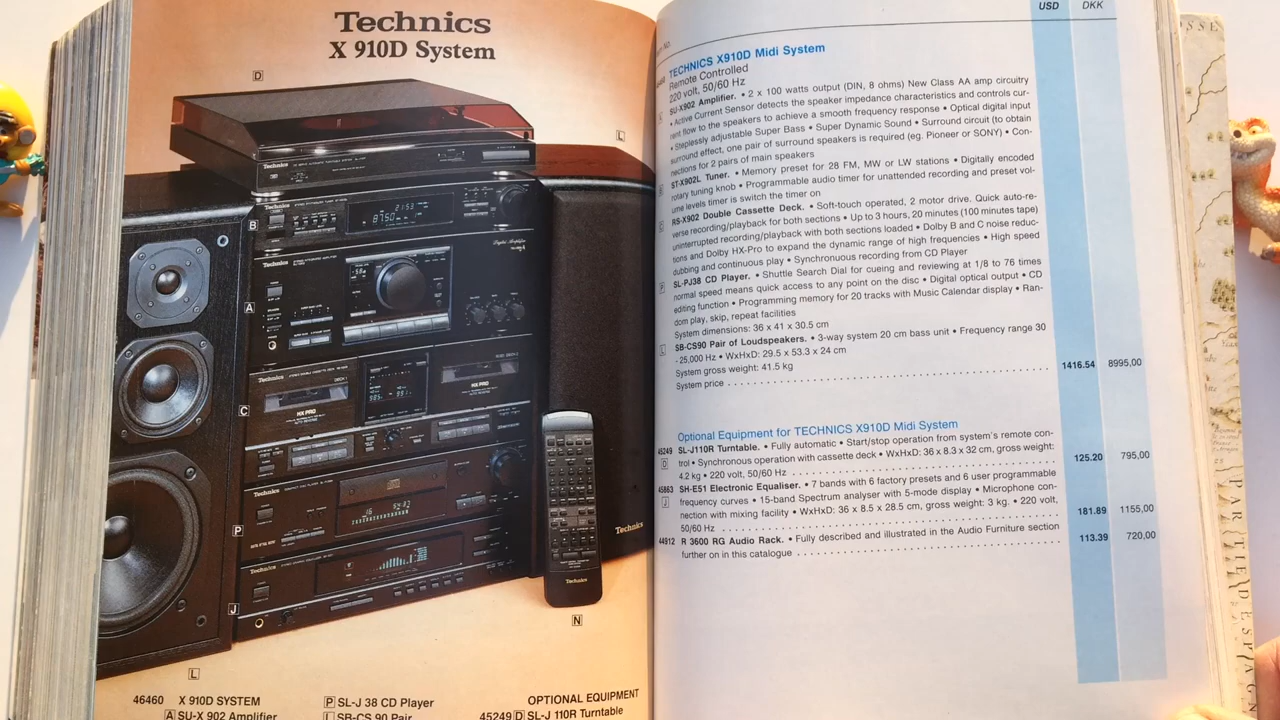 Technics
X 910D System
D
L
B
A
C
P
J
L
N
Technics
Technics
46460 X 910D SYSTEM
A SU-X 902 Amplifier
P SL-J 38 CD Player
L SB-CS 90 Pair
OPTIONAL EQUIPMENT
45249 D SL-J 110R Turntable
USD DKK
TECHNICS X910D Midi System
Remote Controlled
220 volt, 50/60 Hz
SU-X902 Amplifier. • 2 x 100 watts output (DIN, 8 ohms) New Class AA amp circuitry
• Active Current Sensor detects the speaker impedance characteristics and controls cur-
rent flow to the speakers to achieve a smooth frequency response • Optical digital input
• Steplessly adjustable Super Bass • Super Dynamic Sound • Surround circuit (to obtain
surround effect, one pair of surround speakers is required (eg. Pioneer or SONY) • Con-
nections for 2 pairs of main speakers
ST-X902L Tuner. • Memory preset for 28 FM, MW or LW stations • Digitally encoded
rotary tuning knob • Programmable audio timer for unattended recording and preset vol-
ume levels timer is switch the timer on
RS-X902 Double Cassette Deck. • Soft-touch operated, 2 motor drive. Quick auto-re-
verse recording/playback for both sections • Up to 3 hours, 20 minutes (100 minutes tape)
uninterrupted recording/playback with both sections loaded • Dolby B and C noise reduc-
tions and Dolby HX-Pro to expand the dynamic range of high frequencies • High speed
dubbing and continuous play • Synchronuous recording from CD Player
P SL-PJ38 CD Player. • Shuttle Search Dial for cueing and reviewing at 1/8 to 76 times
normal speed means quick access to any point on the disc • Digital optical output • CD
editing function • Programming memory for 20 tracks with Music Calendar display • Ran-
dom play, skip, repeat facilities
System dimensions: 36 x 41 x 30.5 cm
L SB-CS90 Pair of Loudspeakers. • 3-way system 20 cm bass unit • Frequency range 30
- 25,000 Hz • WxHxD: 29.5 x 53.3 x 24 cm
System gross weight: 41.5 kg
System price . . . . . . . . . . 1416.54 8995,00
Optional Equipment for TECHNICS X910D Midi System
45249 SL-J110R Turntable. • Fully automatic • Start/stop operation from system's remote con-
D trol • Synchronous operation with cassette deck • WxHxD: 36 x 8.3 x 32 cm, gross weight:
4.2 kg • 220 volt, 50/60 Hz . . . . . . . . . . 125.20 795,00
45863 SH-E51 Electronic Equaliser. • 7 bands with 6 factory presets and 6 user programmable
J frequency curves • 15-band Spectrum analyser with 5-mode display • Microphone con-
nection with mixing facility • WxHxD: 36 x 8.5 x 28.5 cm, gross weight: 3 kg. • 220 volt,
50/60 Hz . . . . . . . . . . 181.89 1155,00
44912 R 3600 RG Audio Rack. • Fully described and illustrated in the Audio Furniture section
further on in this catalogue . . . . . . . . . . 113.39 720,00